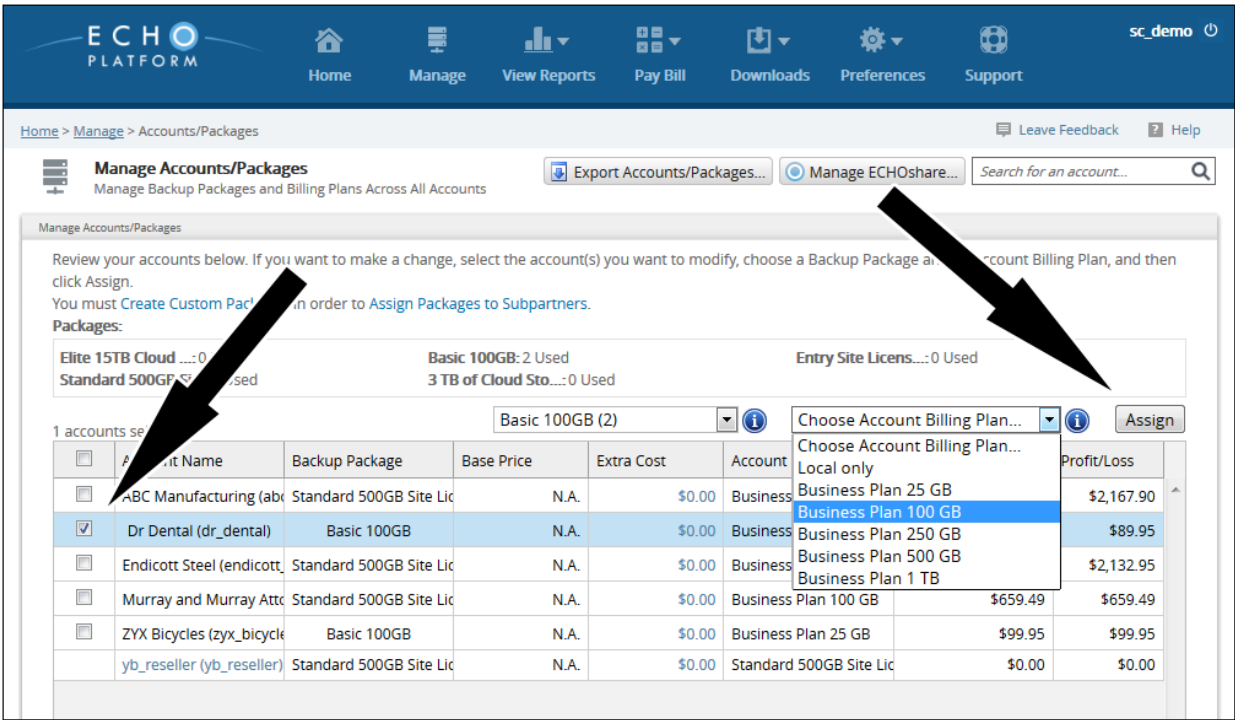 ECHO
PLATFORM
Home
Manage
View Reports
Pay Bill
Downloads
Preferences
Support
sc_demo
Home > Manage > Accounts/Packages
Leave Feedback
Help
Manage Accounts/Packages
Manage Backup Packages and Billing Plans Across All Accounts
Export Accounts/Packages...
Manage ECHOshare...
Search for an account...
Manage Accounts/Packages
Review your accounts below. If you want to make a change, select the account(s) you want to modify, choose a Backup Package ccount Billing Plan, and then
click Assign.
You must Create Custom n order to Assign Packages to Subpartners.
Packages:
Elite 15TB Cloud ...: 0
Basic 100GB: 2 Used
Entry Site Licens...: 0 Used
Standard 500GB sed
3 TB of Cloud Sto...: 0 Used
1 accounts
Basic 100GB (2)
Choose Account Billing Plan...
Assign
Choose Account Billing Plan...
Local only
Business Plan 25 GB
Business Plan 100 GB
Business Plan 250 GB
Business Plan 500 GB
Business Plan 1 TB
Name Backup Package Base Price Extra Cost Account Profit/Loss
ABC Manufacturing (abc Standard 500GB Site Lic N.A. $0.00 Business $2,167.90
Dr Dental (dr_dental) Basic 100GB N.A. $0.00 Business $89.95
Endicott Steel (endicott_ Standard 500GB Site Lic N.A. $0.00 Business $2,132.95
Murray and Murray Atto Standard 500GB Site Lic N.A. $0.00 Business Plan 100 GB $659.49 $659.49
ZYX Bicycles (zyx_bicycle Basic 100GB N.A. $0.00 Business Plan 25 GB $99.95 $99.95
yb_reseller (yb_reseller) Standard 500GB Site Lic N.A. $0.00 Standard 500GB Site Lic $0.00 $0.00